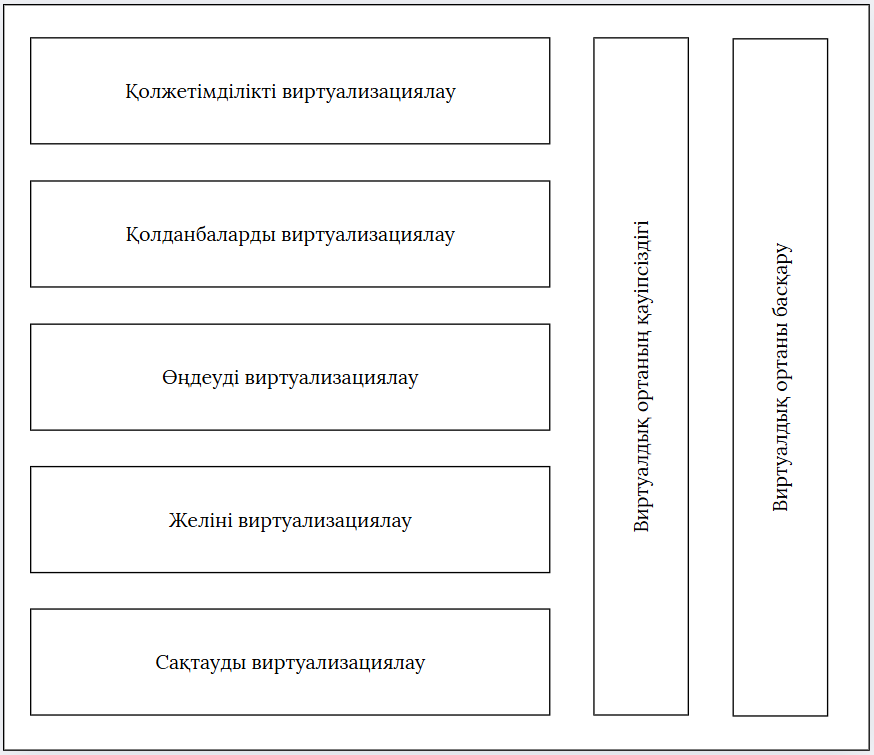 Қолжетімділікті виртуализациялау
Қолданбаларды виртуализациялау
Өңдеуді виртуализациялау
Желіні виртуализациялау
Сақтауды виртуализациялау
Виртуалдық ортаның қауіпсіздігі
Виртуалдық ортаны басқару